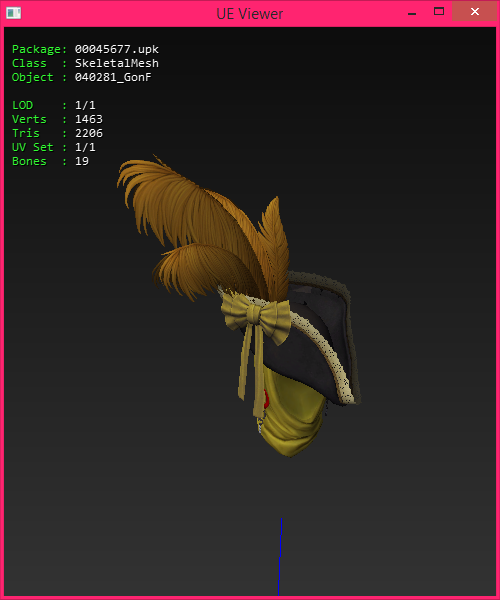 UE Viewer
Package: 00045677.upk
Class  : SkeletalMesh
Object : 040281_GonF
LOD    : 1/1
Verts  : 1463
Tris   : 2206
UV Set : 1/1
Bones  : 19